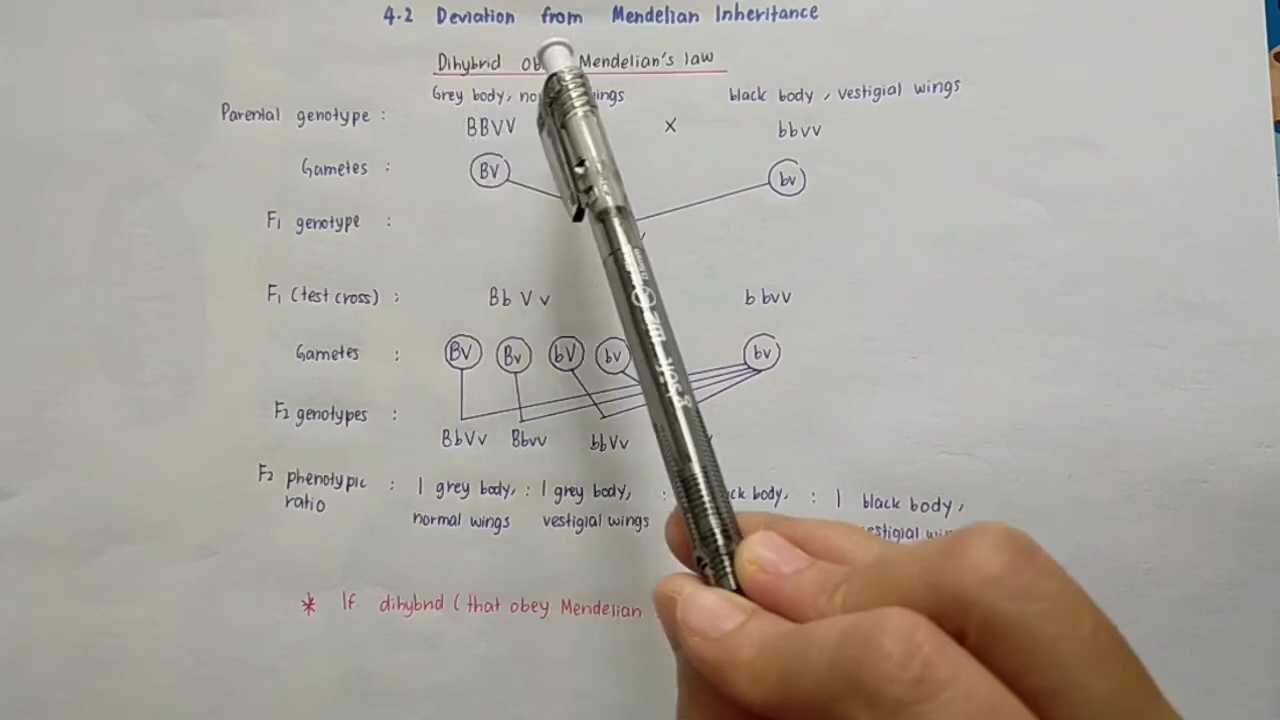 4.2 Deviation from Mendelian Inheritance
Dihybrid Mendelian's law
Grey body, black body, vestigial wings
Parental genotype : BBVV x bbvv
Gametes : BV bv
F1 genotype :
F1 (test cross) : BbVv bbvv
Gametes : BV Bv bV bv bv
F2 genotypes :
BbVv Bbvv bbVv
F2 phenotypic ratio : 1 grey body, : 1 grey body, : body, : 1 black body,
normal wings vestigial wings
* If dihybrid (that obey Mendelian